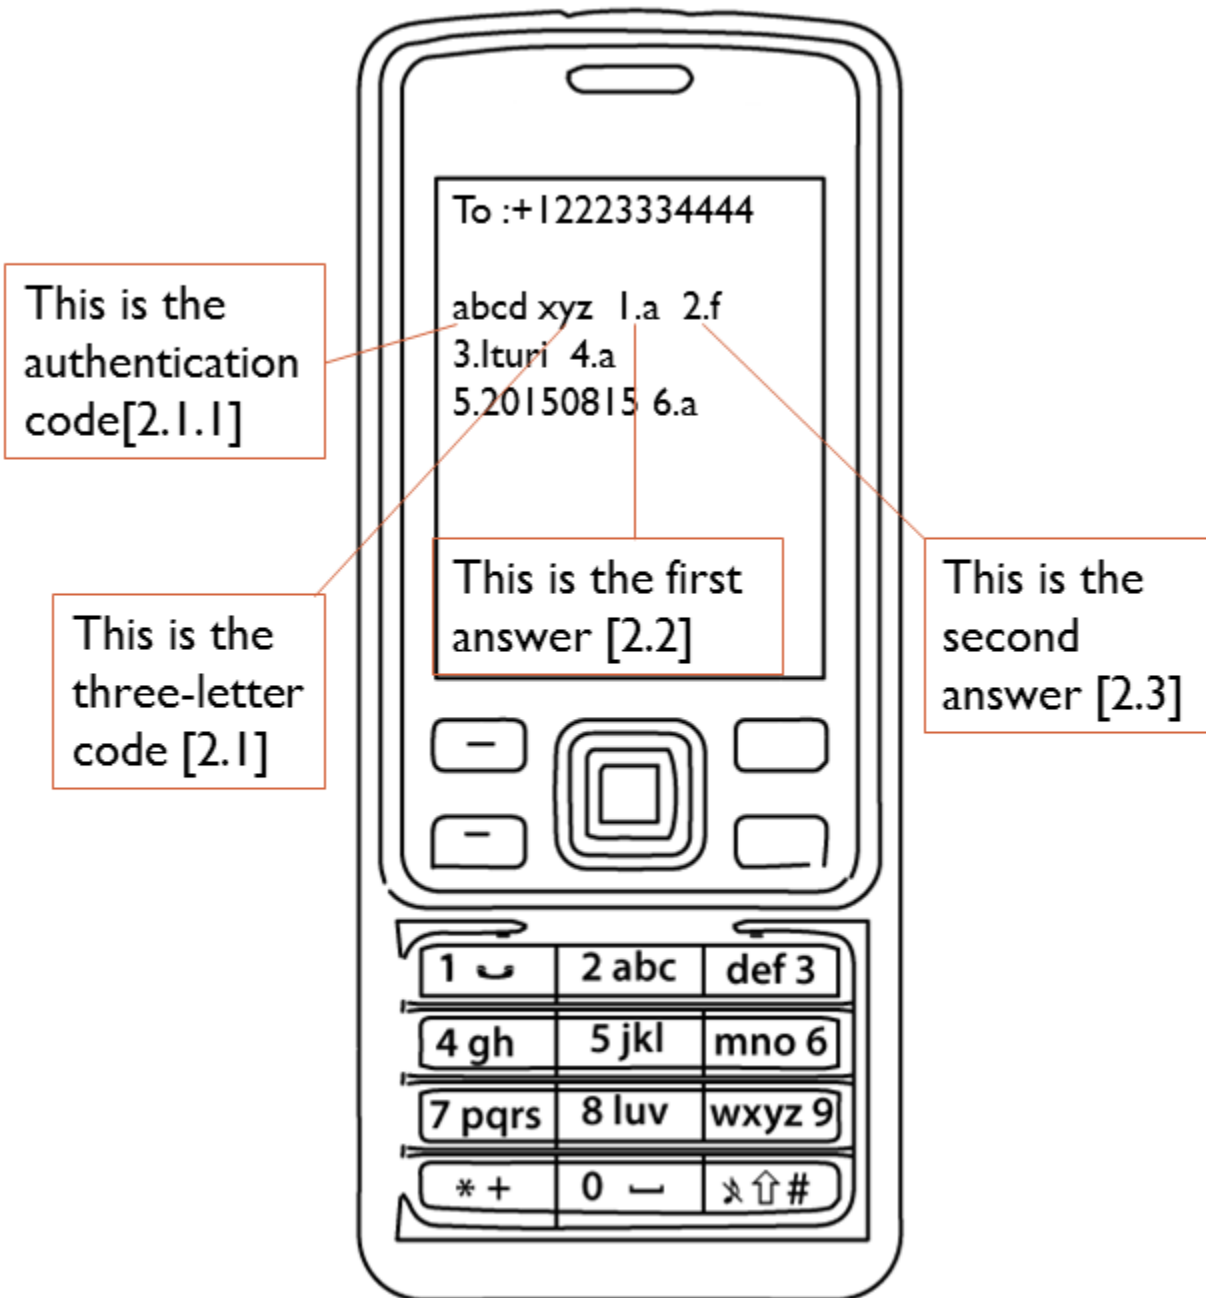 To :+12223334444
abcd xyz 1.a 2.f
3.Ituri 4.a
5.20150815 6.a
This is the
authentication
code[2.1.1]
This is the
three-letter
code [2.1]
This is the first
answer [2.2]
This is the
second
answer [2.3]
1
2 abc
def 3
4 gh
5 jkl
mno 6
7 pqrs
8 luv
wxyz 9
* +
0
#